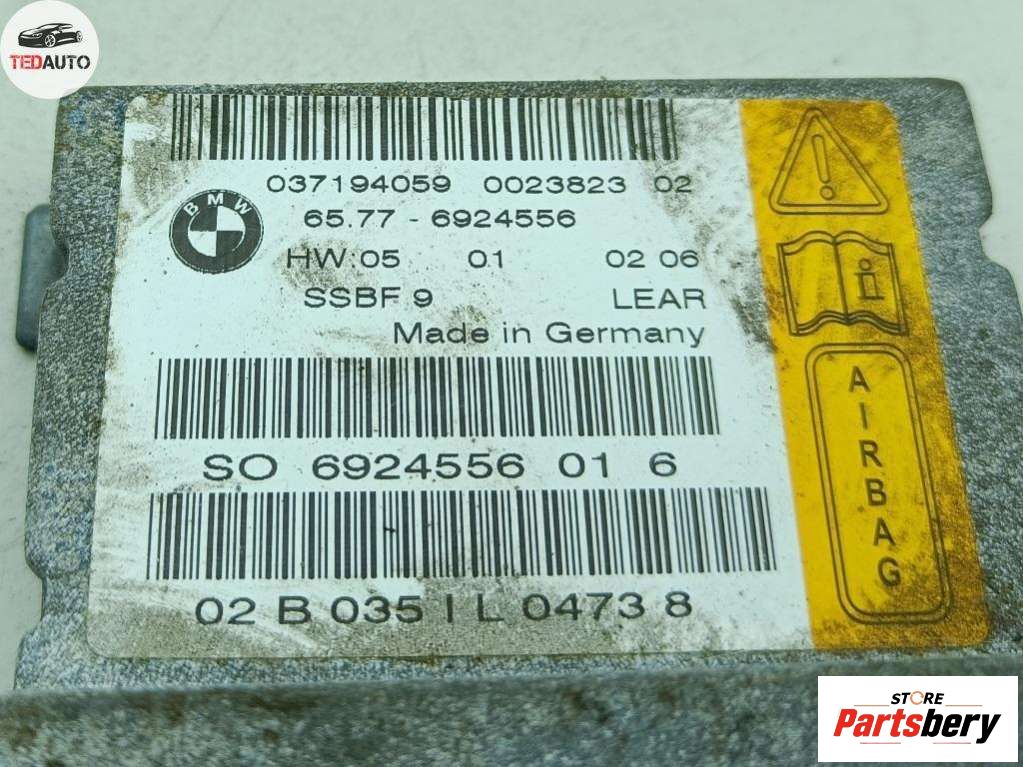 TEDAUTO
037194059 0023823 02
BMW
65.77 - 6924556
HW:05 01 02 06
SSBF 9 LEAR
Made in Germany
SO 6924556 01 6
02 B 035 I L 0473 8
AIRBAG
STORE
Partsbery